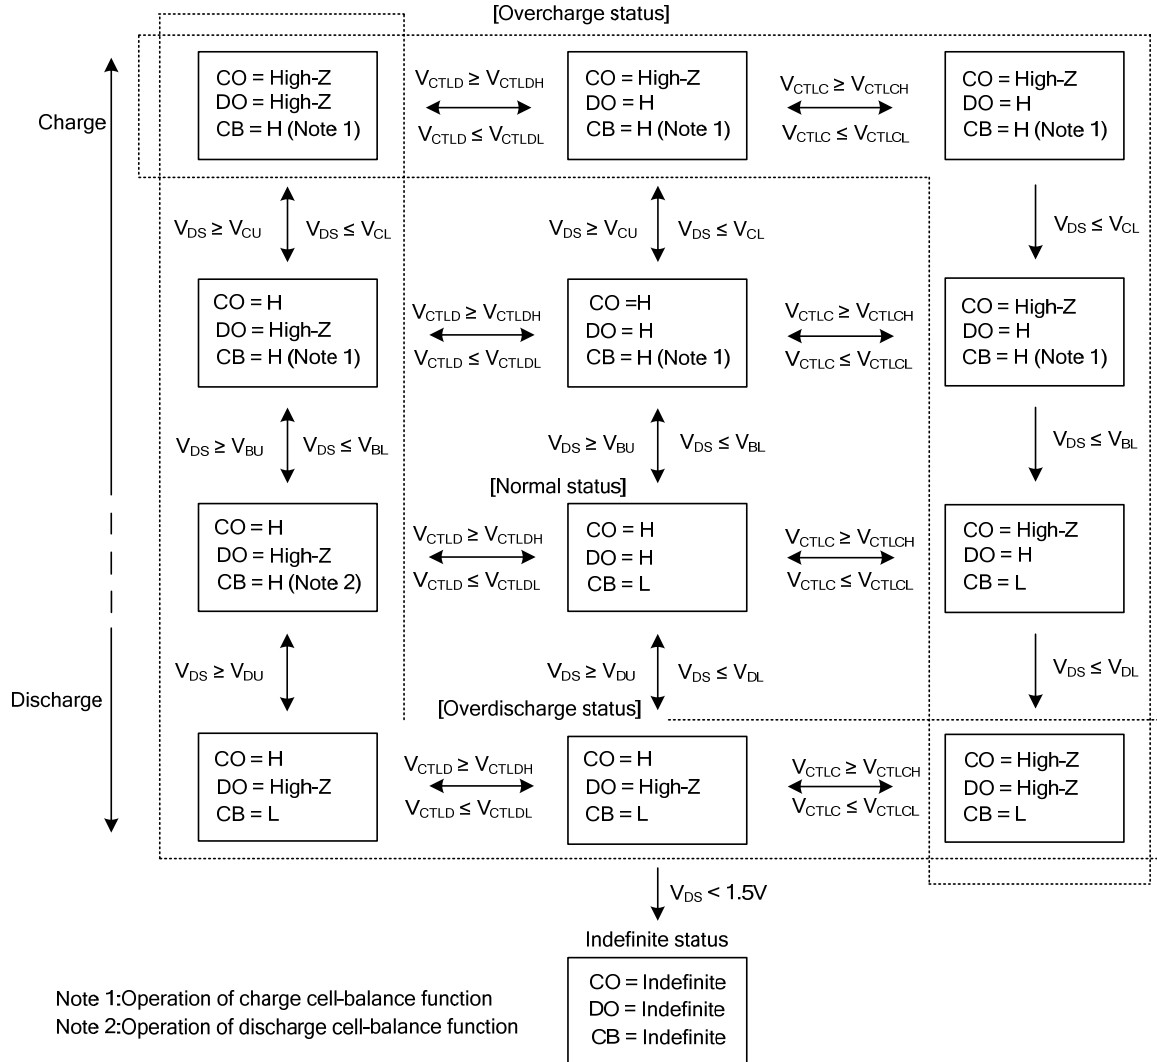 [Overcharge status]
Charge
CO = High-Z
DO = High-Z
CB = H (Note 1)
VCTLD ≥ VCTLDH
VCTLD ≤ VCTLDL
CO = High-Z
DO = H
CB = H (Note 1)
VCTLC ≥ VCTLCH
VCTLC ≤ VCTLCL
CO = High-Z
DO = H
CB = H (Note 1)
VDS ≥ VCU
VDS ≤ VCL
VDS ≥ VCU
VDS ≤ VCL
VDS ≤ VCL
CO = H
DO = High-Z
CB = H (Note 1)
VCTLD ≥ VCTLDH
VCTLD ≤ VCTLDL
CO =H
DO = H
CB = H (Note 1)
VCTLC ≥ VCTLCH
VCTLC ≤ VCTLCL
CO = High-Z
DO = H
CB = H (Note 1)
VDS ≥ VBU
VDS ≤ VBL
VDS ≥ VBU
VDS ≤ VBL
VDS ≤ VBL
[Normal status]
CO = H
DO = High-Z
CB = H (Note 2)
VCTLD ≥ VCTLDH
VCTLD ≤ VCTLDL
CO = H
DO = H
CB = L
VCTLC ≥ VCTLCH
VCTLC ≤ VCTLCL
CO = High-Z
DO = H
CB = L
Discharge
VDS ≥ VDU
VDS ≥ VDU
VDS ≤ VDL
VDS ≤ VDL
[Overdischarge status]
CO = H
DO = High-Z
CB = L
VCTLD ≥ VCTLDH
VCTLD ≤ VCTLDL
CO = H
DO = High-Z
CB = L
VCTLC ≥ VCTLCH
VCTLC ≤ VCTLCL
CO = High-Z
DO = High-Z
CB = L
VDS < 1.5V
Indefinite status
CO = Indefinite
DO = Indefinite
CB = Indefinite
Note 1:Operation of charge cell-balance function
Note 2:Operation of discharge cell-balance function